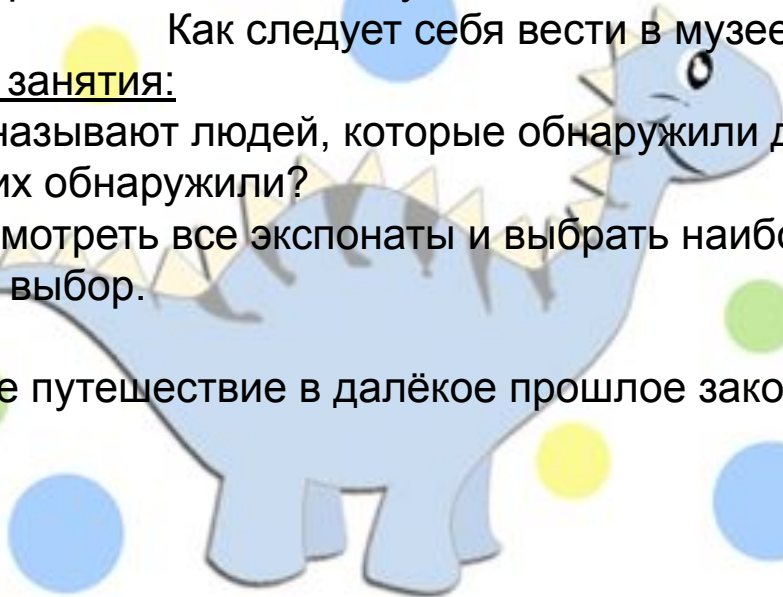 Как следует себя вести в музее
занятия:
называют людей, которые обнаружили д
их обнаружили?
мотреть все экспонаты и выбрать наибо
выбор.
е путешествие в далёкое прошлое зако